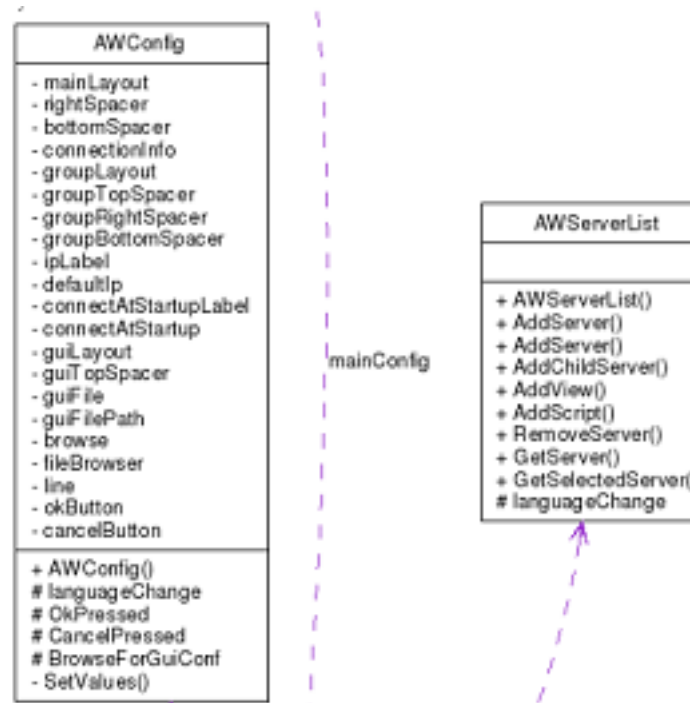 AWConfig
- mainLayout
- rightSpacer
- bottomSpacer
- connectionInfo
- groupLayout
- groupTopSpacer
- groupRightSpacer
- groupBottomSpacer
- ipLabel
- defaultIp
- connectAtStartupLabel
- connectAtStartup
- guiLayout
- guiTopSpacer
- guiFile
- guiFilePath
- browse
- fileBrowser
- line
- okButton
- cancelButton
+ AWConfig()
# languageChange
# OkPressed
# CancelPressed
# BrowseForGuiConf
- SetValues()
mainConfig
AWServerList
+ AWServerList()
+ AddServer()
+ AddServer()
+ AddChildServer()
+ AddView()
+ AddScript()
+ RemoveServer()
+ GetServer()
+ GetSelectedServer(
# languageChange